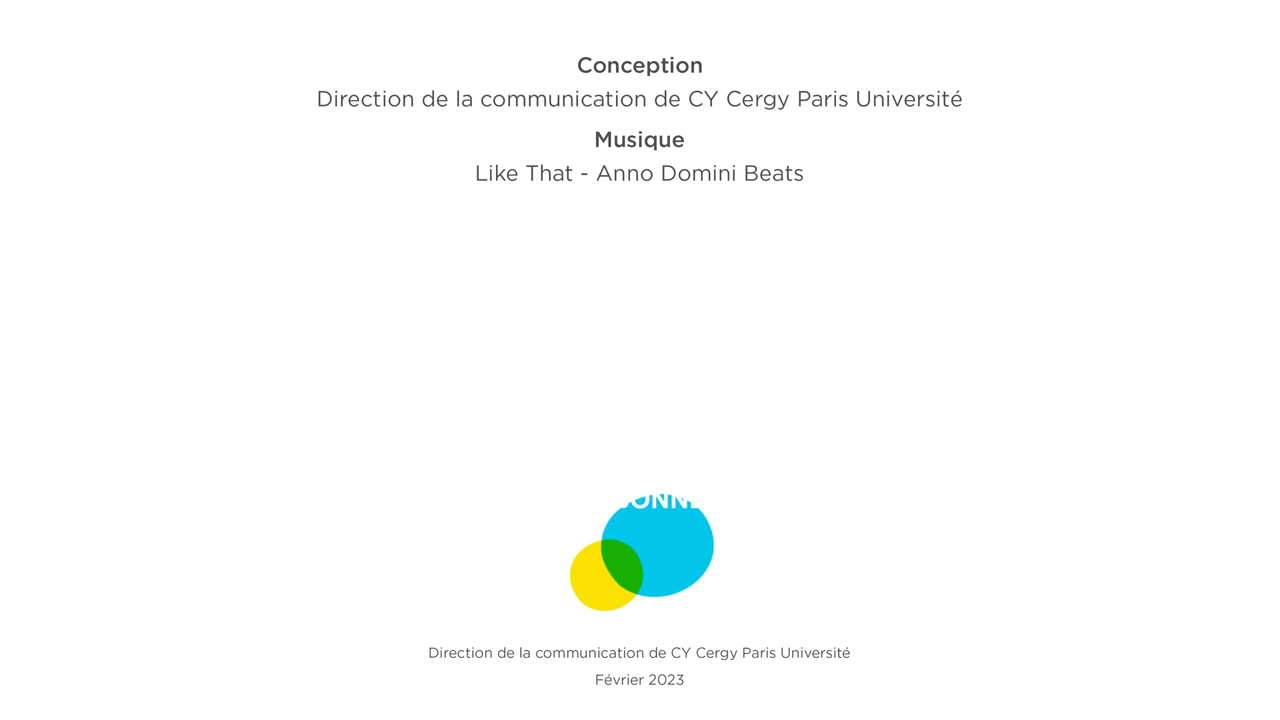 Conception
Direction de la communication de CY Cergy Paris Université
Musique
Like That - Anno Domini Beats
Direction de la communication de CY Cergy Paris Université
Février 2023